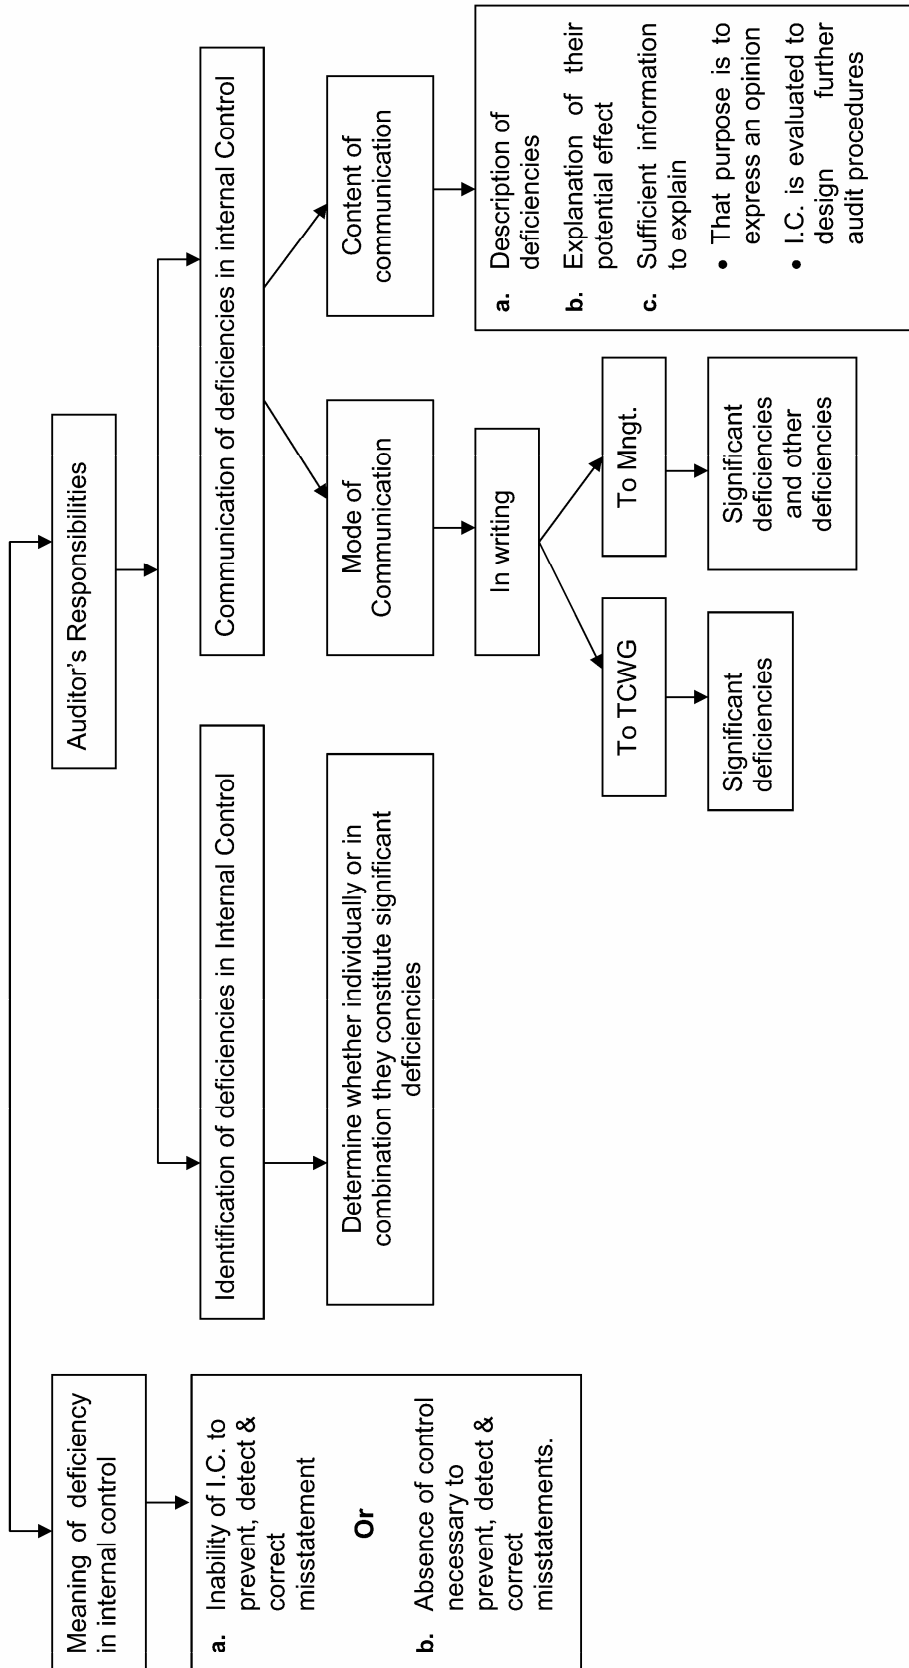 Meaning of deficiency
in internal control
a. Inability of I.C. to
prevent, detect &
correct
misstatement
Or
b. Absence of control
necessary to
prevent, detect &
correct
misstatements.
Auditor's Responsibilities
Identification of deficiencies in Internal Control
Determine whether individually or in
combination they constitute significant
deficiencies
Communication of deficiencies in internal Control
Mode of
Communication
In writing
To TCWG
Significant
deficiencies
To Mngt.
Significant
deficiencies
and other
deficiencies
Content of
communication
a. Description of
deficiencies
b. Explanation of their
potential effect
c. Sufficient information
to explain
• That purpose is to
express an opinion
• I.C. is evaluated to
design further
audit procedures